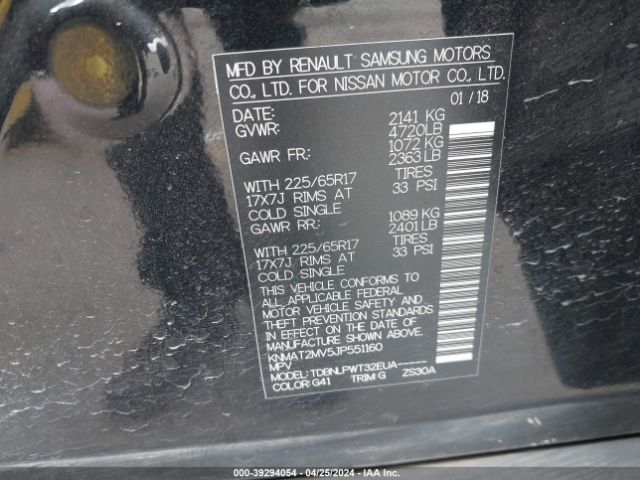 MFD BY RENAULT SAMSUNG MOTORS
CO., LTD. FOR NISSAN MOTOR CO., LTD.
DATE: 01 / 18
GVWR: 2141 KG
4720LB
GAWR FR.: 1072 KG
2363 LB
WITH 225/65R17 TIRES
17X7J RIMS AT 33 PSI
COLD SINGLE
GAWR RR.: 1089 KG
2401 LB
WITH 225/65R17 TIRES
17X7J RIMS AT 33 PSI
COLD SINGLE
THIS VEHICLE CONFORMS TO
ALL APPLICABLE FEDERAL
MOTOR VEHICLE SAFETY AND
THEFT PREVENTION STANDARDS
IN EFFECT ON THE DATE OF
MANUFACTURE SHOWN ABOVE
KNMAT2MV5JP551160
MPV
MODEL: TDBNLPWT32EUA-----
COLOR: G41 TRIM: G ZS30A
000-39294054 - 04/25/2024 - IAA Inc.